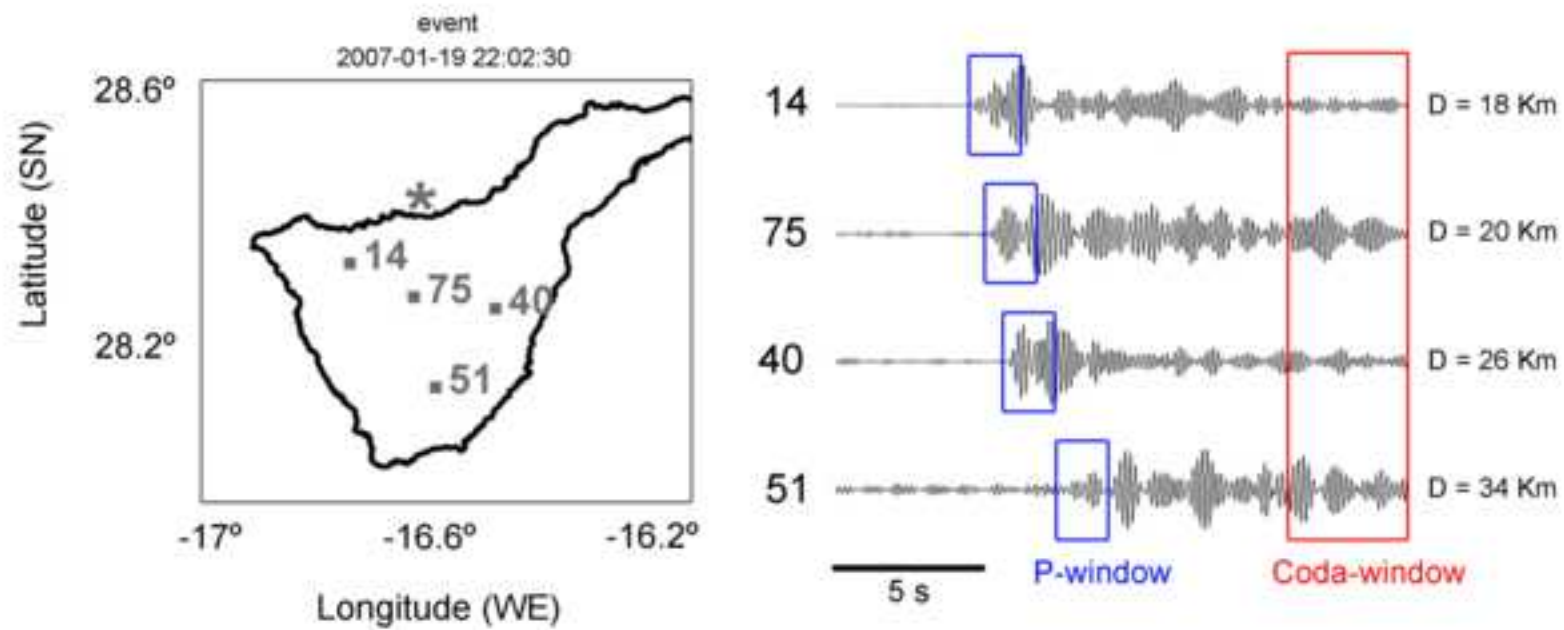 event
2007-01-19 22:02:30
28.6º
28.2º
Latitude (SN)
*
14
75
40
51
-17º
-16.6º
-16.2º
Longitude (WE)
14
D = 18 Km
75
D = 20 Km
40
D = 26 Km
51
D = 34 Km
5 s
P-window
Coda-window